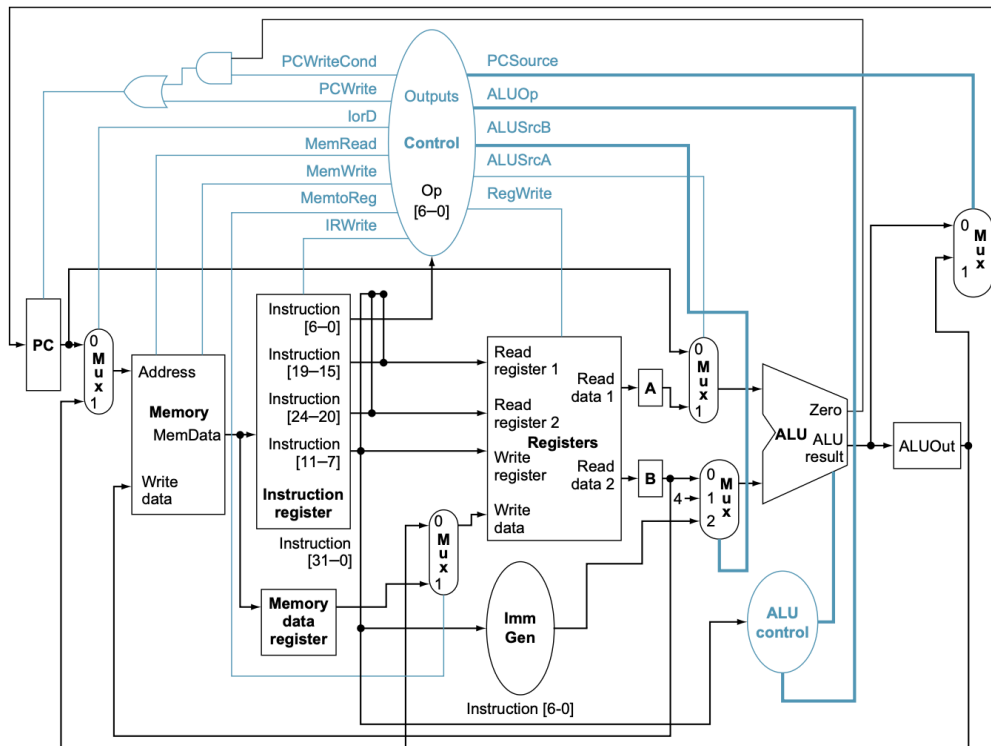 PCWriteCond
PCWrite
IorD
MemRead
MemWrite
MemtoReg
IRWrite
Outputs
Control
Op
[6–0]
PCSource
ALUOp
ALUSrcB
ALUSrcA
RegWrite
0
M
u
x
1
PC
0
M
u
x
1
Address
Memory
MemData
Write
data
Instruction
[6–0]
Instruction
[19–15]
Instruction
[24–20]
Instruction
[11–7]
Instruction
register
Instruction
[31–0]
Memory
data
register
0
M
u
x
1
Read
register 1
Read
register 2
Registers
Write
register
Write
data
Read
data 1
Read
data 2
A
B
0
M
u
x
1
0
4
1
2
M
u
x
Zero
ALU
ALU
result
ALUOut
Imm
Gen
ALU
control
Instruction [6-0]